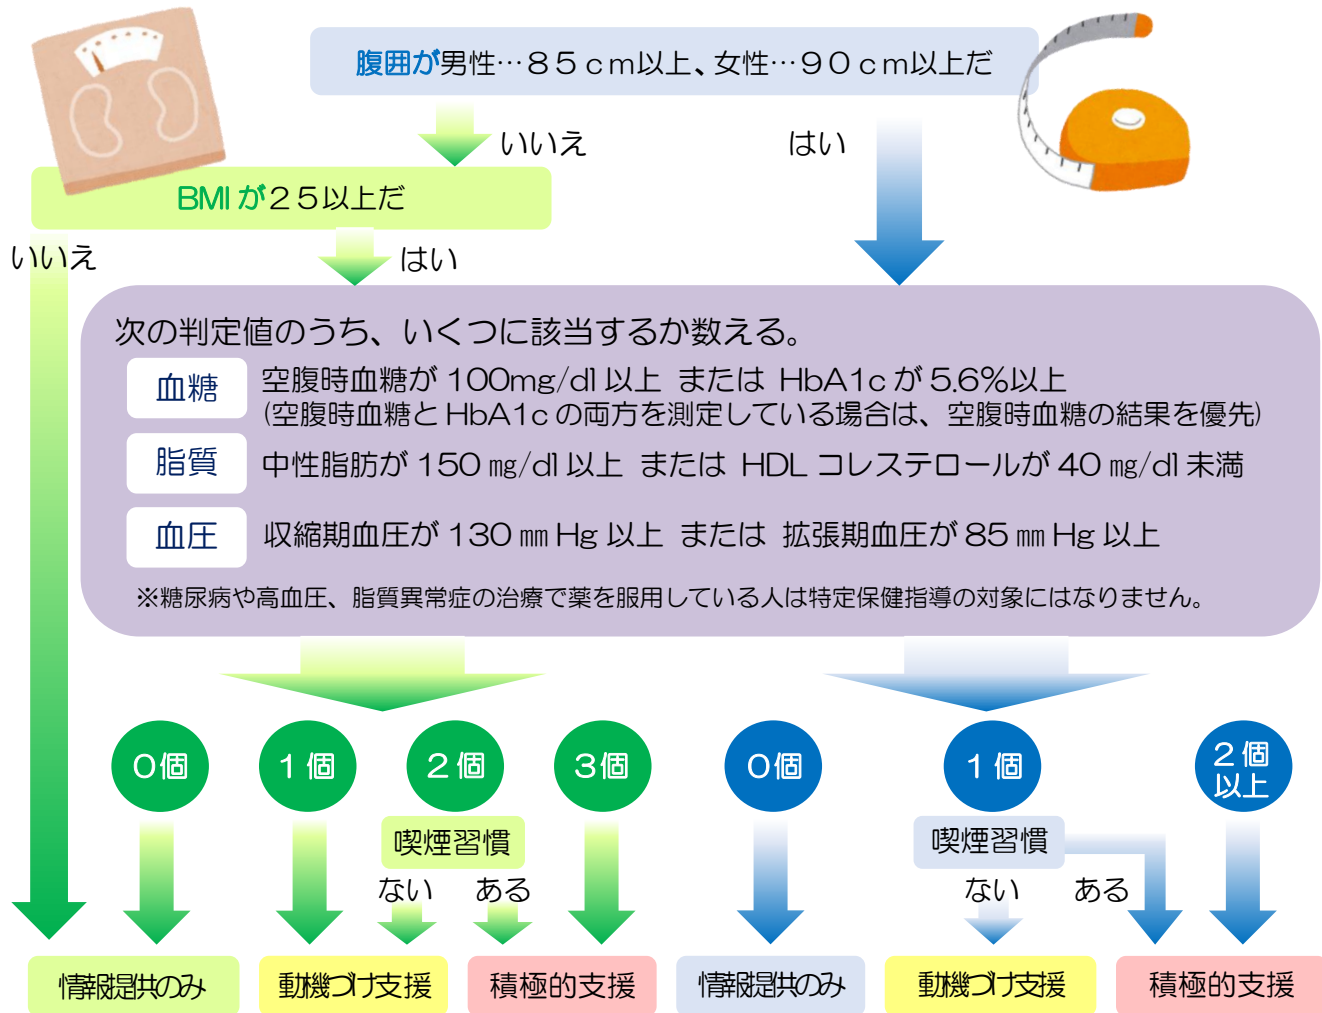 腹囲が男性…８５ｃｍ以上、女性…９０ｃｍ以上だ
いいえ
はい
BMIが２５以上だ
いいえ
はい
次の判定値のうち、いくつに該当するか数える。
血糖
空腹時血糖が 100mg/dl 以上 または HbA1c が 5.6%以上
(空腹時血糖と HbA1c の両方を測定している場合は、空腹時血糖の結果を優先)
脂質
中性脂肪が 150 ㎎/dl 以上 または HDL コレステロールが 40 ㎎/dl 未満
血圧
収縮期血圧が 130 ㎜ Hg 以上 または 拡張期血圧が 85 ㎜ Hg 以上
※糖尿病や高血圧、脂質異常症の治療で薬を服用している人は特定保健指導の対象にはなりません。
０個
１個
２個
３個
０個
１個
２個
以上
喫煙習慣
喫煙習慣
ない
ある
ない
ある
情報提供のみ
動機づけ支援
積極的支援
情報提供のみ
動機づけ支援
積極的支援